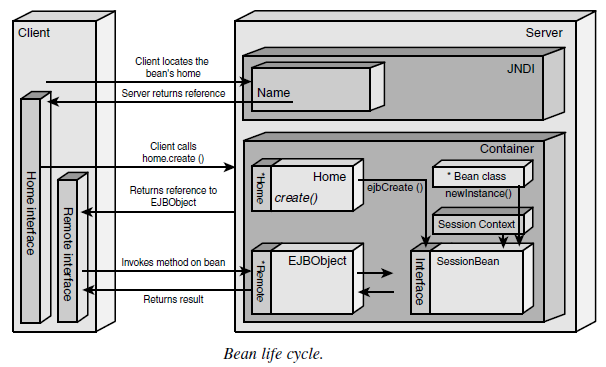 Client
Server
Client locates the
bean's home
JNDI
Name
Server returns reference
Container
Client calls
home.create ()
Home
*Home
create()
ejbCreate ()
* Bean class
newInstance()
Home interface
Remote interface
Returns reference to
EJBObject
Session Context
Invokes method on bean
*Remote
EJBObject
Interface
SessionBean
Returns result
Bean life cycle.